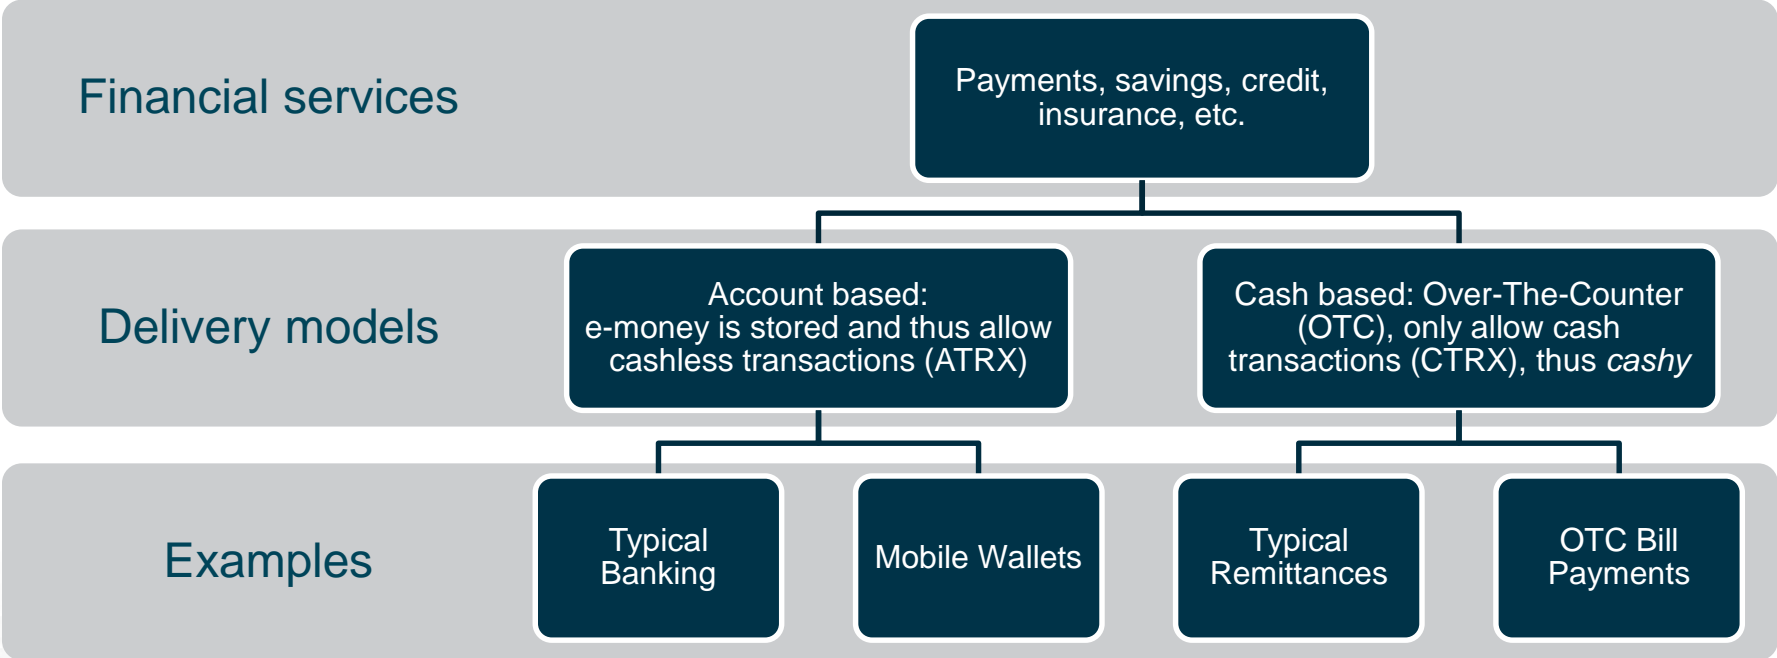 Financial services
Payments, savings, credit,
insurance, etc.
Delivery models
Account based:
e-money is stored and thus allow
cashless transactions (ATRX)
Cash based: Over-The-Counter
(OTC), only allow cash
transactions (CTRX), thus cashy
Examples
Typical
Banking
Mobile Wallets
Typical
Remittances
OTC Bill
Payments